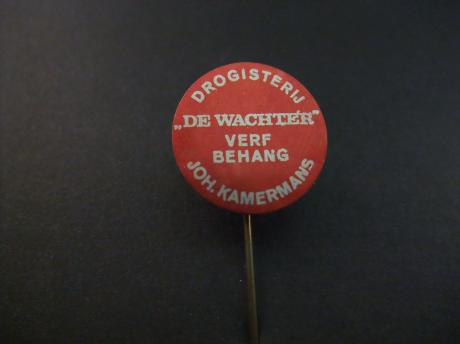 DROGISTERIJ
„DE WACHTER”
VERF
BEHANG
JOH. KAMERMANS